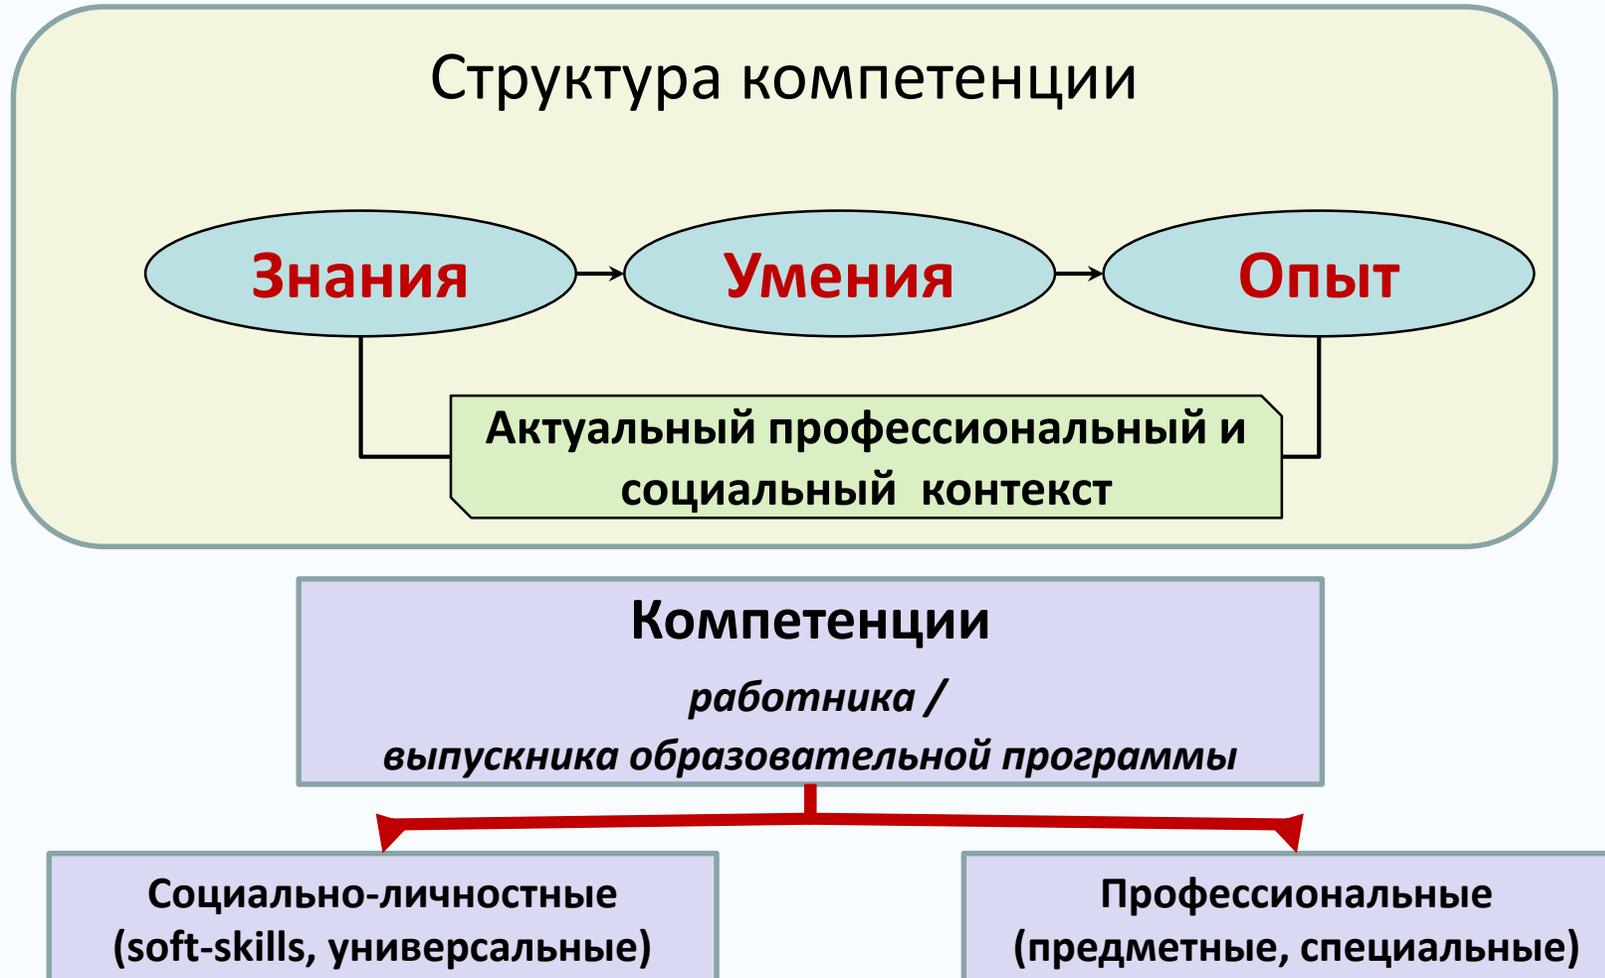 Структура компетенции
Знания
Умения
Опыт
Актуальный профессиональный и
социальный контекст
Компетенции
работника /
выпускника образовательной программы
Социально-личностные
(soft-skills, универсальные)
Профессиональные
(предметные, специальные)